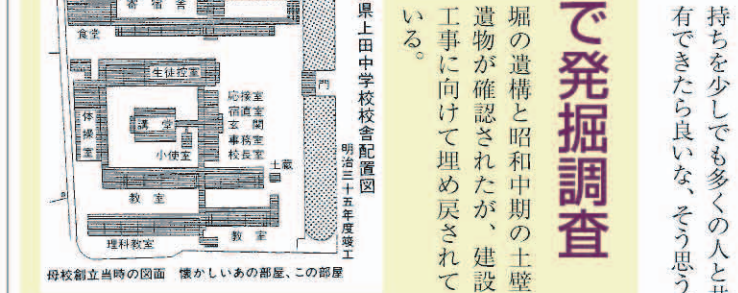 持ちを少しでも多くの人と共
有できたら良いな、そう思う
で発掘調査
堀の遺構と昭和中期の土壁
遺物が確認されたが、建設
工事に向けて埋め戻されて
いる。
県上田中学校校舎配置図
明治三十五年度竣工
寄宿舎
食堂
生徒控室
門
応接室
宿直室
玄関
事務室
校長室
体操室
講堂
小使室
土蔵
教室
教室
理科教室
母校創立当時の図面 懐かしいあの部屋、この部屋